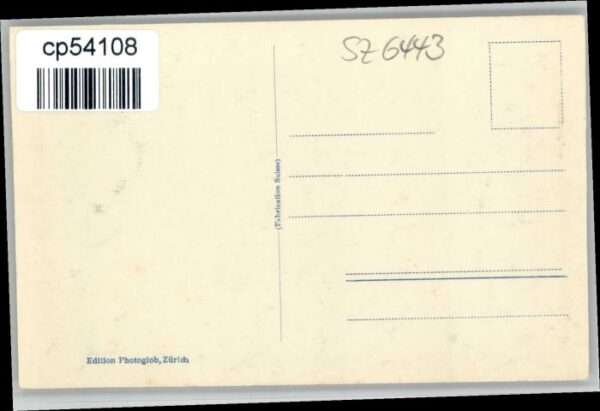 cp54108
SZ 6443
(Fabrication Suisse)
Edition Photoglob, Zürich